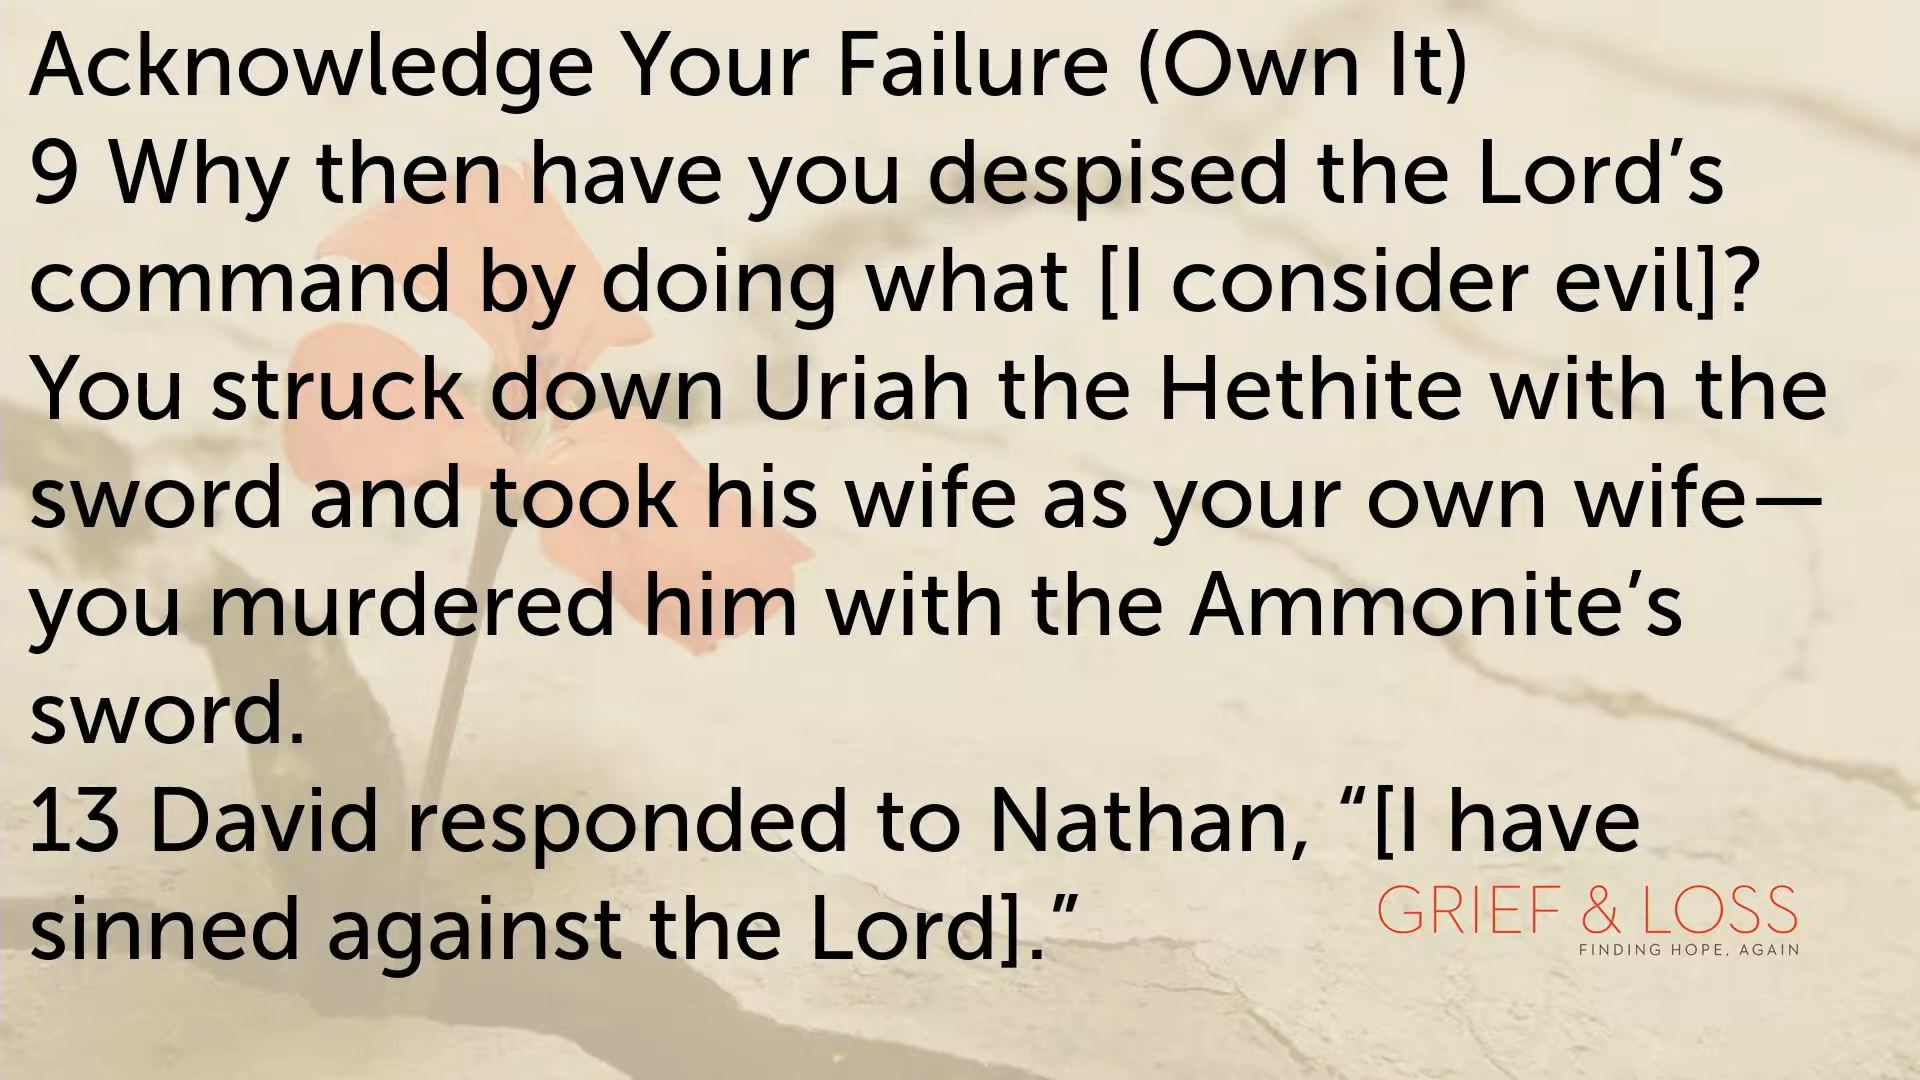 Acknowledge Your Failure (Own It)
9 Why then have you despised the Lord’s
command by doing what [I consider evil]?
You struck down Uriah the Hethite with the
sword and took his wife as your own wife—
you murdered him with the Ammonite’s
sword.
13 David responded to Nathan, “[I have
sinned against the Lord].”
GRIEF & LOSS
FINDING HOPE. AGAIN